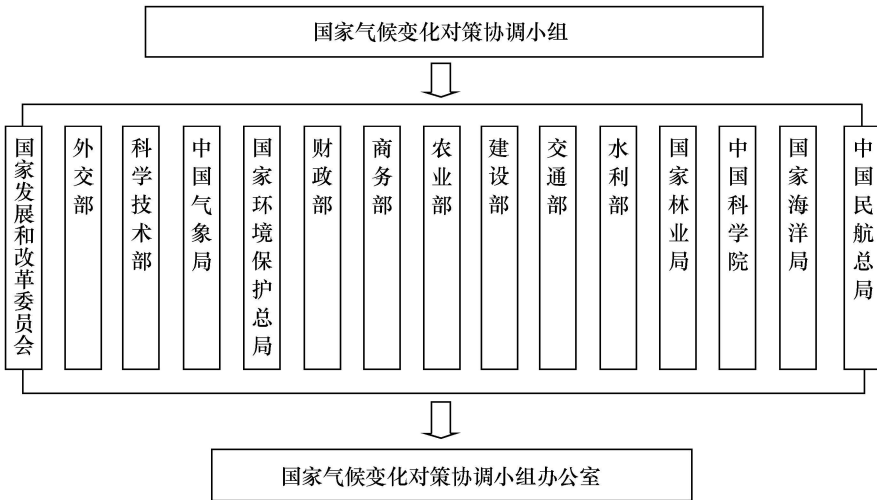 国家气候变化对策协调小组
国家发展和改革委员会
外交部
科学技术部
中国气象局
国家环境保护总局
财政部
商务部
农业部
建设部
交通部
水利部
国家林业局
中国科学院
国家海洋局
中国民航总局
国家气候变化对策协调小组办公室